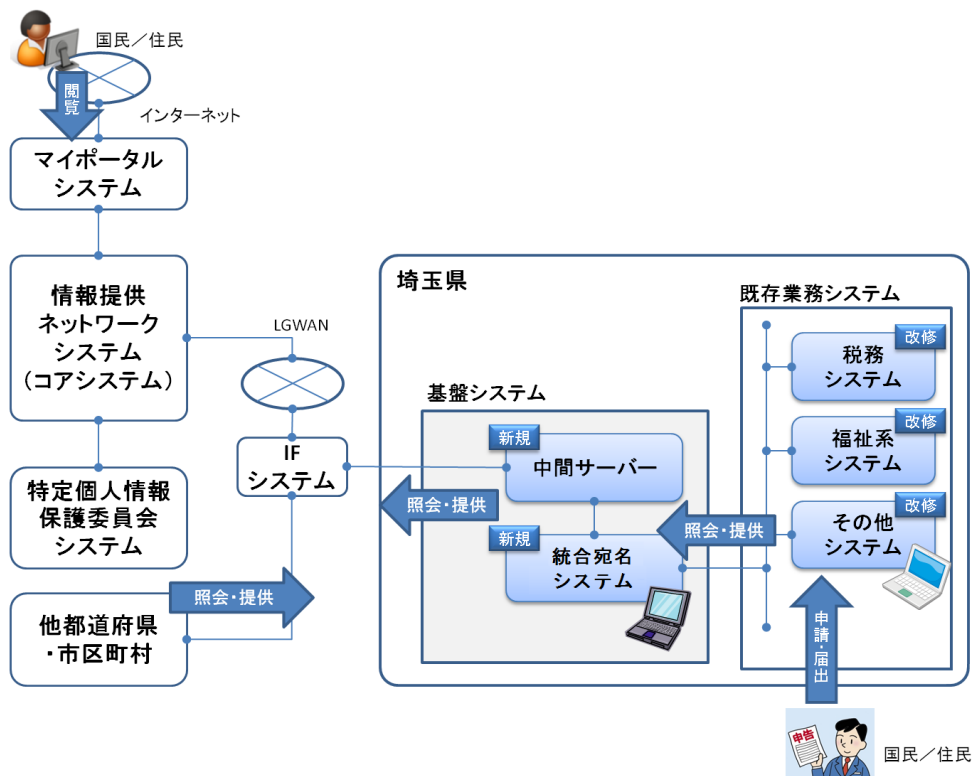 国民／住民
閲覧
インターネット
マイポータル
システム
情報提供
ネットワーク
システム
（コアシステム）
LGWAN
IF
システム
特定個人情報
保護委員会
システム
照会・提供
他都道府県
・市区町村
埼玉県
基盤システム
新規
中間サーバー
照会・提供
新規
統合宛名
システム
照会・提供
既存業務システム
改修
税務
システム
改修
福祉系
システム
改修
その他
システム
申請・届出
申告
国民／住民